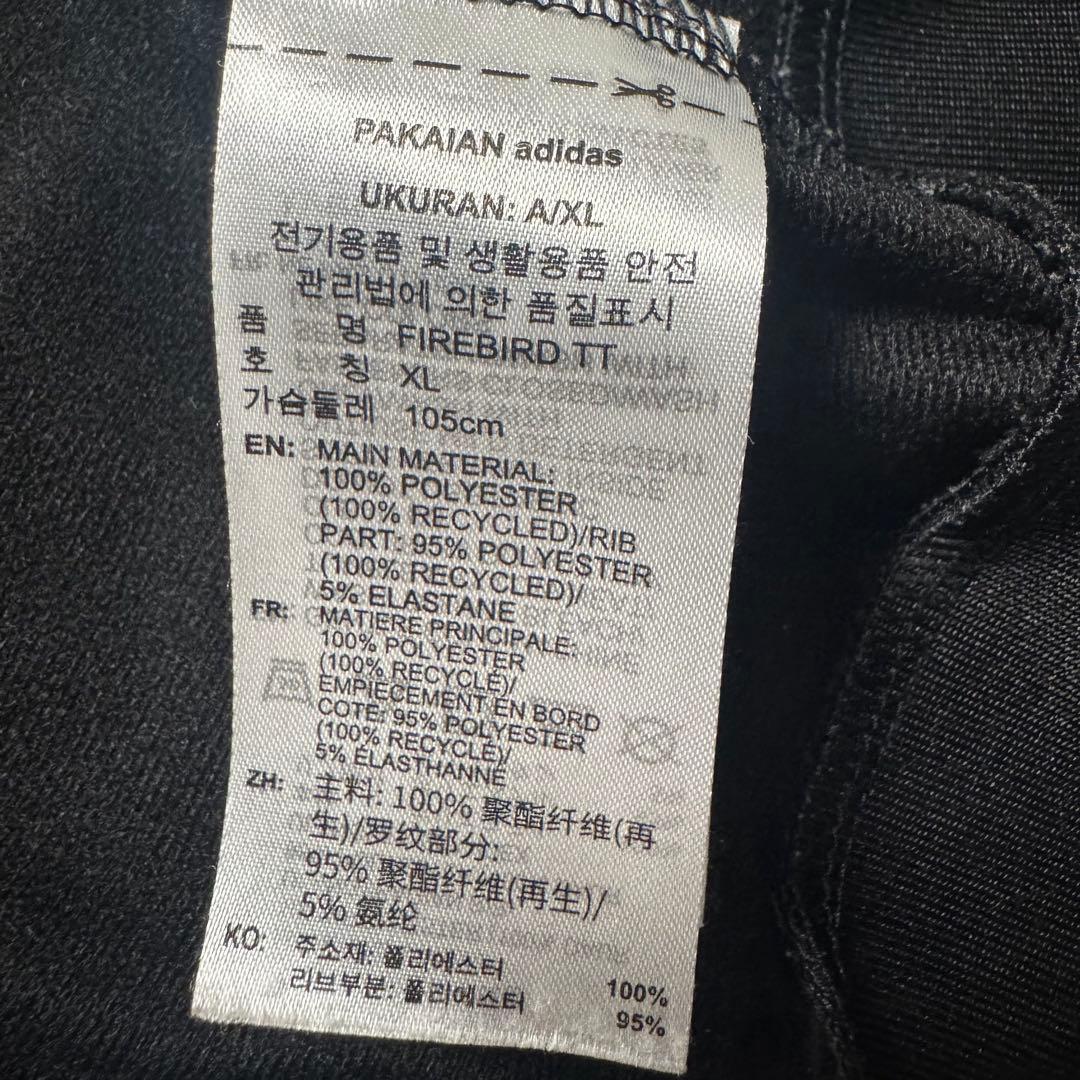 PAKAIAN adidas
UKURAN: A/XL
전기용품 및 생활용품 안전
관리법에 의한 품질표시
품 명 FIREBIRD TT
호 칭 XL
가슴둘레 105cm
EN: MAIN MATERIAL:
100% POLYESTER
(100% RECYCLED)/RIB
PART: 95% POLYESTER
(100% RECYCLED)/
5% ELASTANE
FR: MATIERE PRINCIPALE:
100% POLYESTER
(100% RECYCLÉ)/
EMPIECEMENT EN BORD
COTE: 95% POLYESTER
(100% RECYCLÉ)/
5% ÉLASTHANNE
ZH: 主料: 100% 聚酯纤维(再
生)/罗纹部分:
95% 聚酯纤维(再生)/
5% 氨纶
KO: 주소재: 폴리에스터 100%
리브부분: 폴리에스터 95%